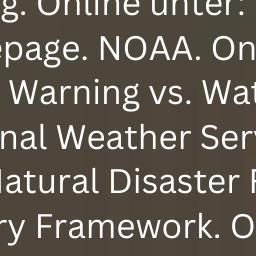 g. Online unter:
epage. NOAA. On
Warning vs. Wat
nal Weather Serv
Natural Disaster F
ry Framework. O